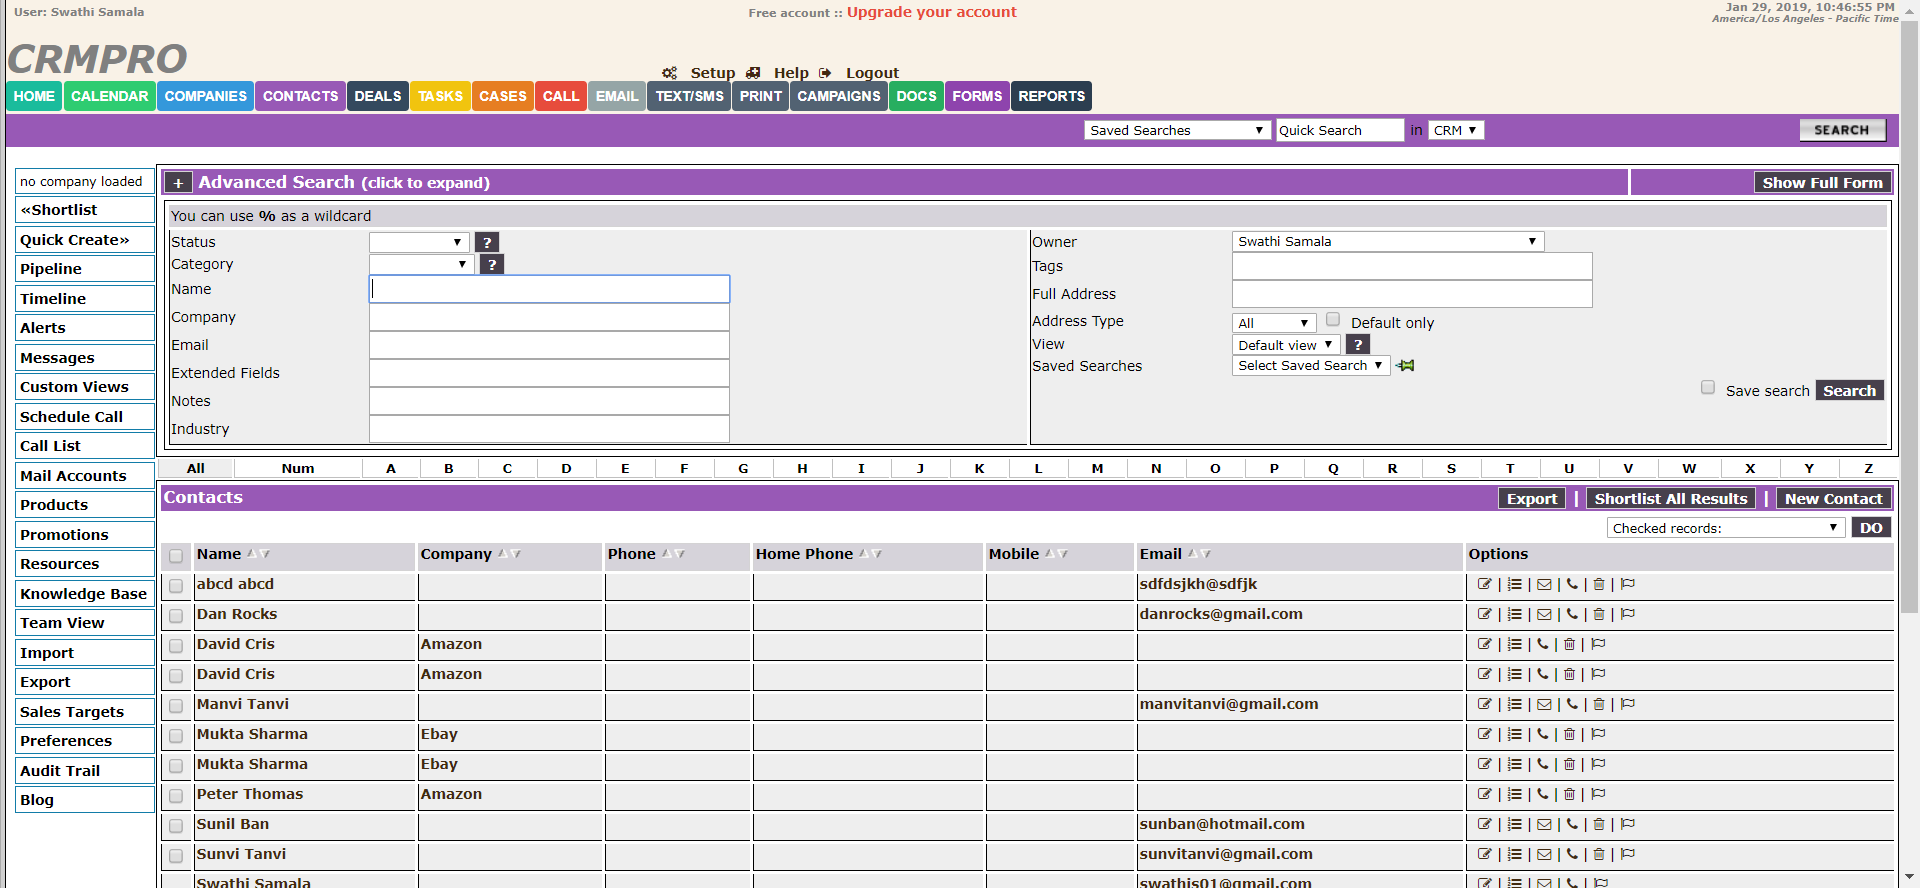 User: Swathi Samala
Free account :: Upgrade your account
Jan 29, 2019, 10:46:55 PM
America/Los Angeles - Pacific Time
CRMPRO
Setup Help Logout
HOME CALENDAR COMPANIES CONTACTS DEALS TASKS CASES CALL EMAIL TEXT/SMS PRINT CAMPAIGNS DOCS FORMS REPORTS
Saved Searches Quick Search in CRM SEARCH
no company loaded
«Shortlist
Quick Create»
Pipeline
Timeline
Alerts
Messages
Custom Views
Schedule Call
Call List
Mail Accounts
Products
Promotions
Resources
Knowledge Base
Team View
Import
Export
Sales Targets
Preferences
Audit Trail
Blog
+ Advanced Search (click to expand) Show Full Form
You can use % as a wildcard
Status ?
Category ?
Name
Company
Email
Extended Fields
Notes
Industry
Owner Swathi Samala
Tags
Full Address
Address Type All Default only
View Default view ?
Saved Searches Select Saved Search
Save search Search
All Num A B C D E F G H I J K L M N O P Q R S T U V W X Y Z
Contacts Export | Shortlist All Results | New Contact
Checked records: DO
Name Company Phone Home Phone Mobile Email Options
abcd abcd sdfdsjkh@sdfjk | | | | |
Dan Rocks danrocks@gmail.com | | | | |
David Cris Amazon | | | |
David Cris Amazon | | | |
Manvi Tanvi manvitanvi@gmail.com | | | | |
Mukta Sharma Ebay | | | |
Mukta Sharma Ebay | | | |
Peter Thomas Amazon | | | |
Sunil Ban sunban@hotmail.com | | | | |
Sunvi Tanvi sunvitanvi@gmail.com | | | | |
Swathi Samala swathis01@gmail.com | | | |